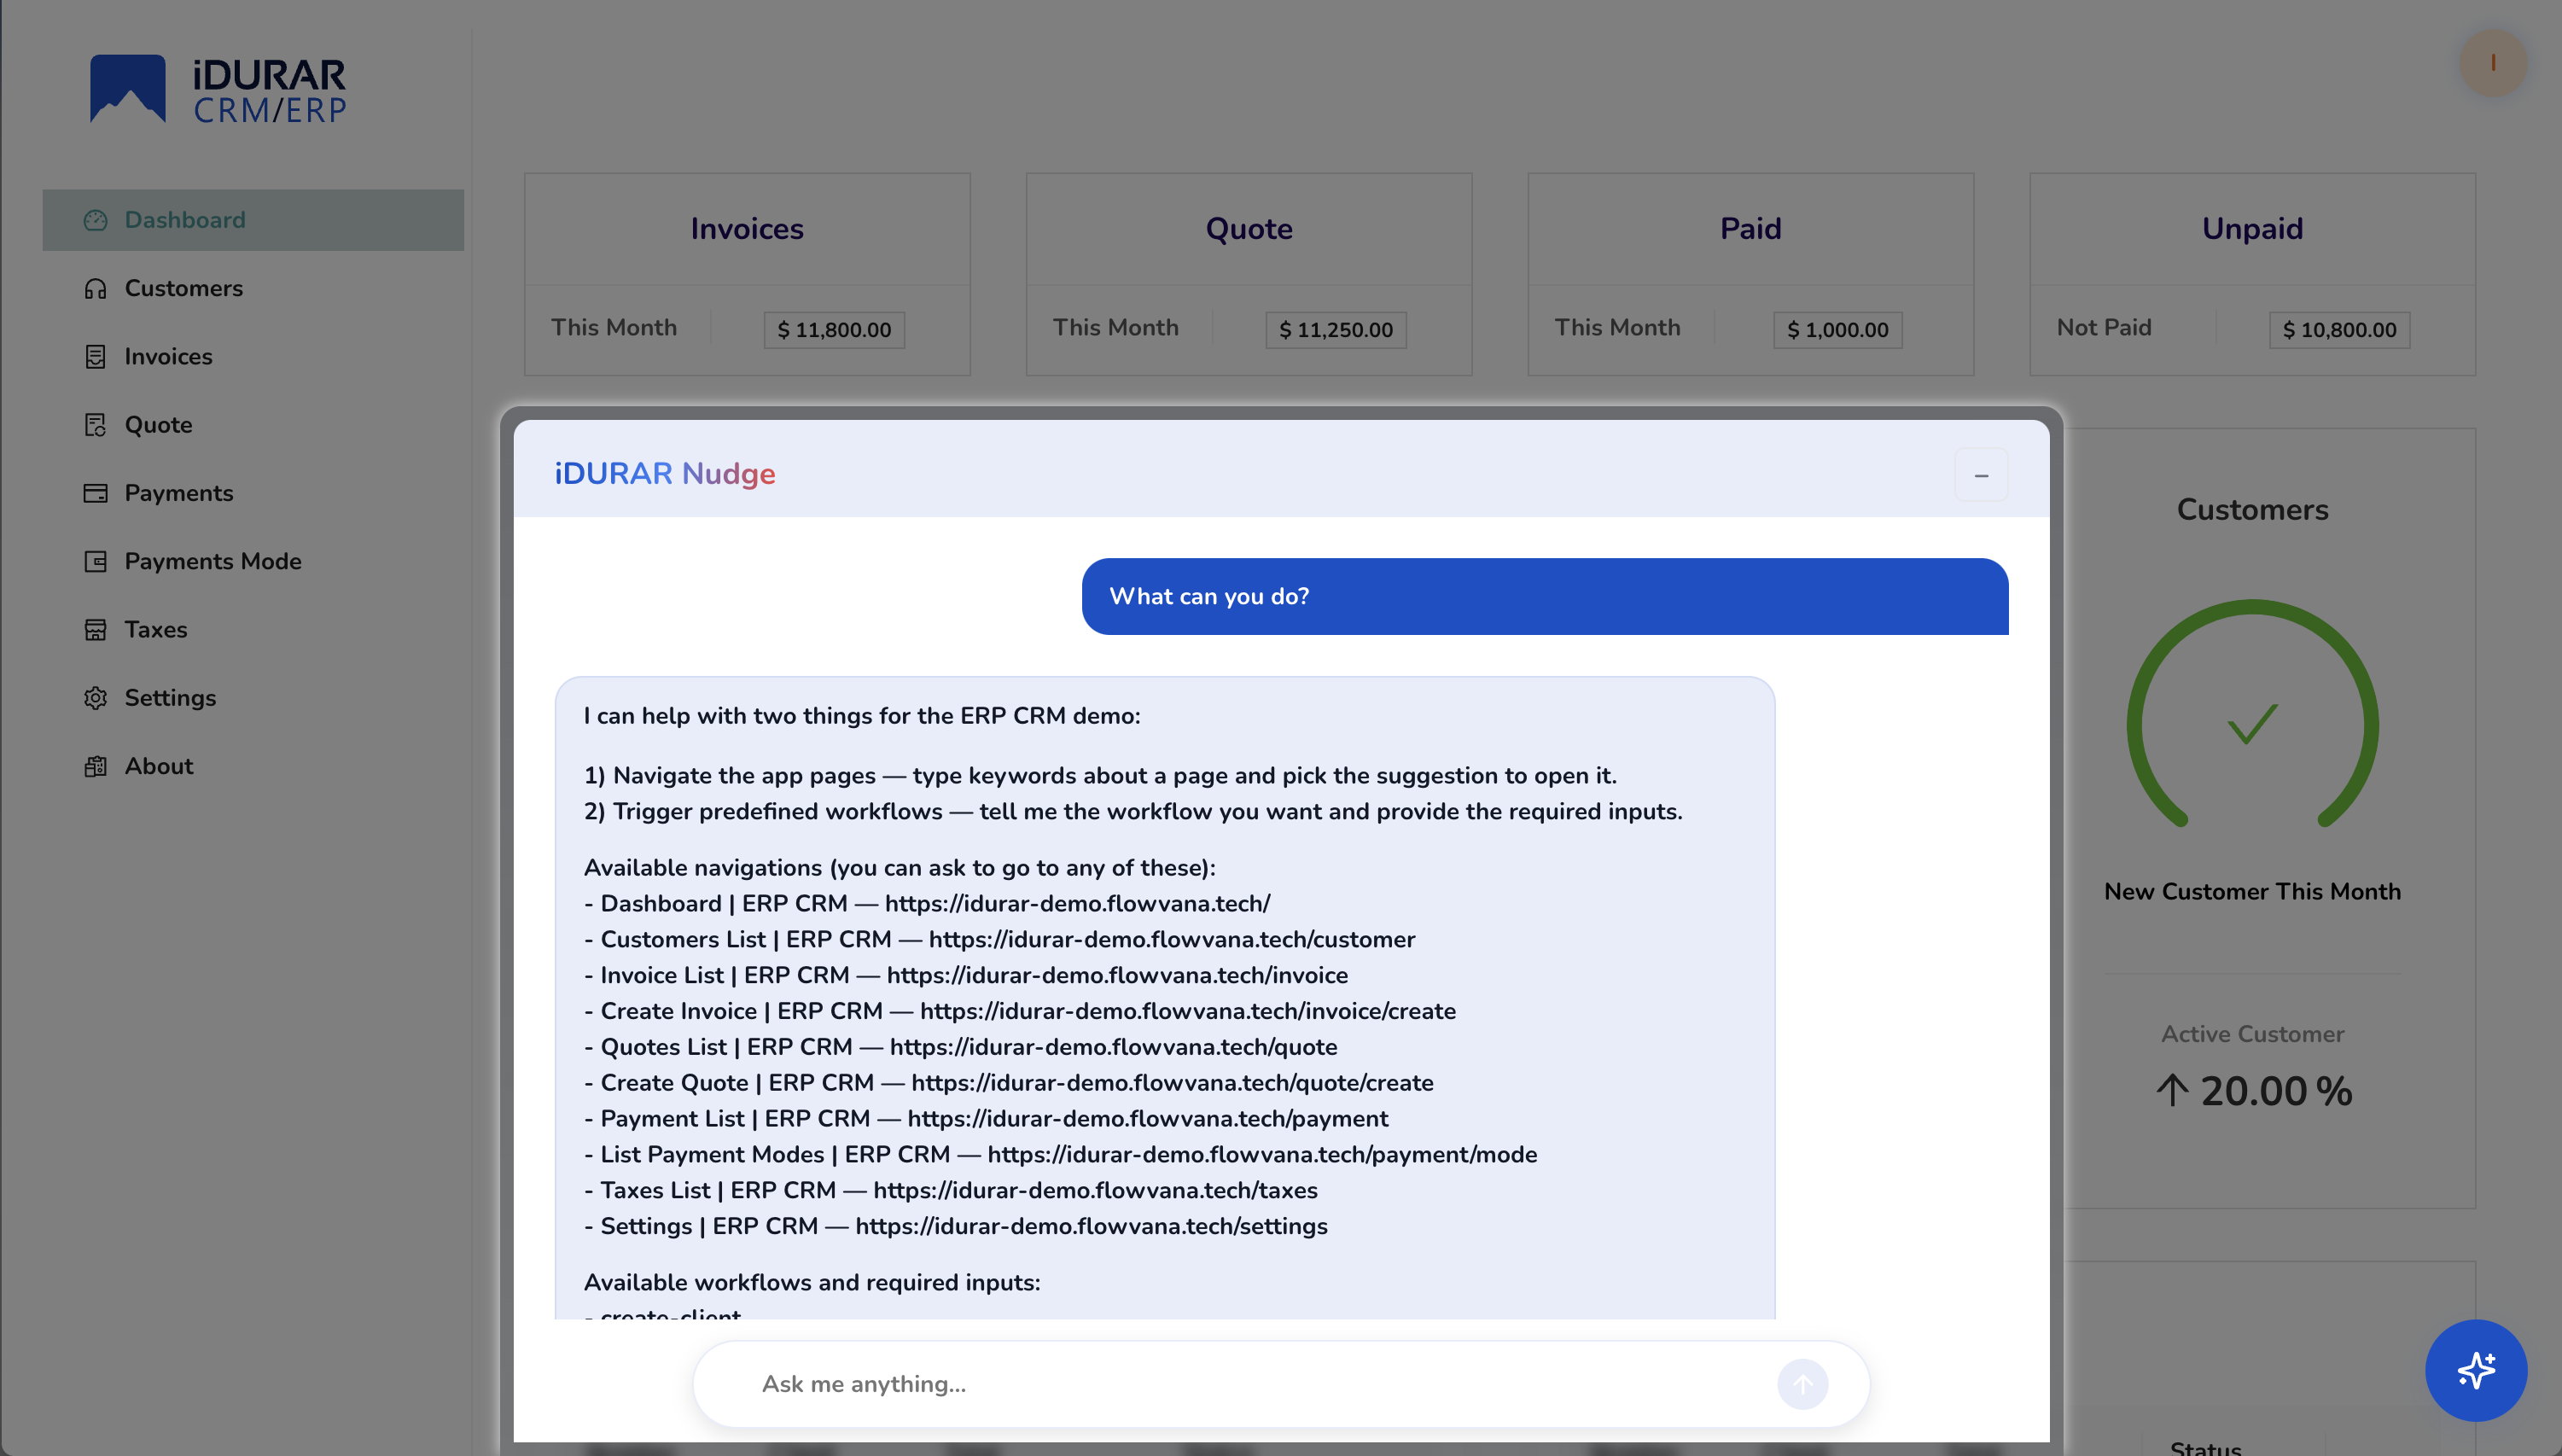 iDURAR
CRM/ERP
Dashboard
Customers
Invoices
Quote
Payments
Payments Mode
Taxes
Settings
About
I
Invoices
This Month
$ 11,800.00
Quote
This Month
$ 11,250.00
Paid
This Month
$ 1,000.00
Unpaid
Not Paid
$ 10,800.00
iDURAR Nudge
What can you do?
I can help with two things for the ERP CRM demo:
1) Navigate the app pages — type keywords about a page and pick the suggestion to open it.
2) Trigger predefined workflows — tell me the workflow you want and provide the required inputs.
Available navigations (you can ask to go to any of these):
- Dashboard | ERP CRM — https://idurar-demo.flowvana.tech/
- Customers List | ERP CRM — https://idurar-demo.flowvana.tech/customer
- Invoice List | ERP CRM — https://idurar-demo.flowvana.tech/invoice
- Create Invoice | ERP CRM — https://idurar-demo.flowvana.tech/invoice/create
- Quotes List | ERP CRM — https://idurar-demo.flowvana.tech/quote
- Create Quote | ERP CRM — https://idurar-demo.flowvana.tech/quote/create
- Payment List | ERP CRM — https://idurar-demo.flowvana.tech/payment
- List Payment Modes | ERP CRM — https://idurar-demo.flowvana.tech/payment/mode
- Taxes List | ERP CRM — https://idurar-demo.flowvana.tech/taxes
- Settings | ERP CRM — https://idurar-demo.flowvana.tech/settings
Available workflows and required inputs:
- create-client
Ask me anything...
Customers
New Customer This Month
Active Customer
20.00 %
Status